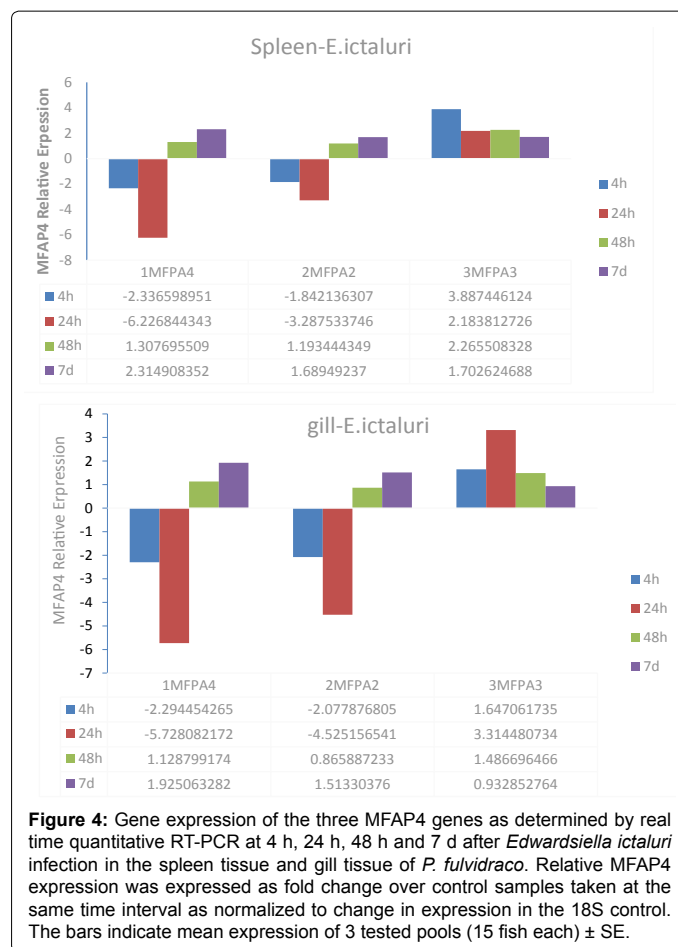 Spleen-E.ictaluri
MFAP4 Relative Erpession
6
4
2
0
-2
-4
-6
-8
4h
24h
48h
7d
1MFPA4 2MFPA2 3MFPA3
4h -2.336598951 -1.842136307 3.887446124
24h -6.226844343 -3.287533746 2.183812726
48h 1.307695509 1.193444349 2.265508328
7d 2.314908352 1.68949237 1.702624688
gill-E.ictaluri
MFAP4 Relative Erpression
4
3
2
1
0
-1
-2
-3
-4
-5
-6
-7
4h
24h
48h
7d
1MFPA4 2MFPA2 3MFPA3
4h -2.294454265 -2.077876805 1.647061735
24h -5.728082172 -4.525156541 3.314480734
48h 1.128799174 0.865887233 1.486696466
7d 1.925063282 1.51330376 0.932852764
Figure 4: Gene expression of the three MFAP4 genes as determined by real
time quantitative RT-PCR at 4 h, 24 h, 48 h and 7 d after Edwardsiella ictaluri
infection in the spleen tissue and gill tissue of P. fulvidraco. Relative MFAP4
expression was expressed as fold change over control samples taken at the
same time interval as normalized to change in expression in the 18S control.
The bars indicate mean expression of 3 tested pools (15 fish each) ± SE.